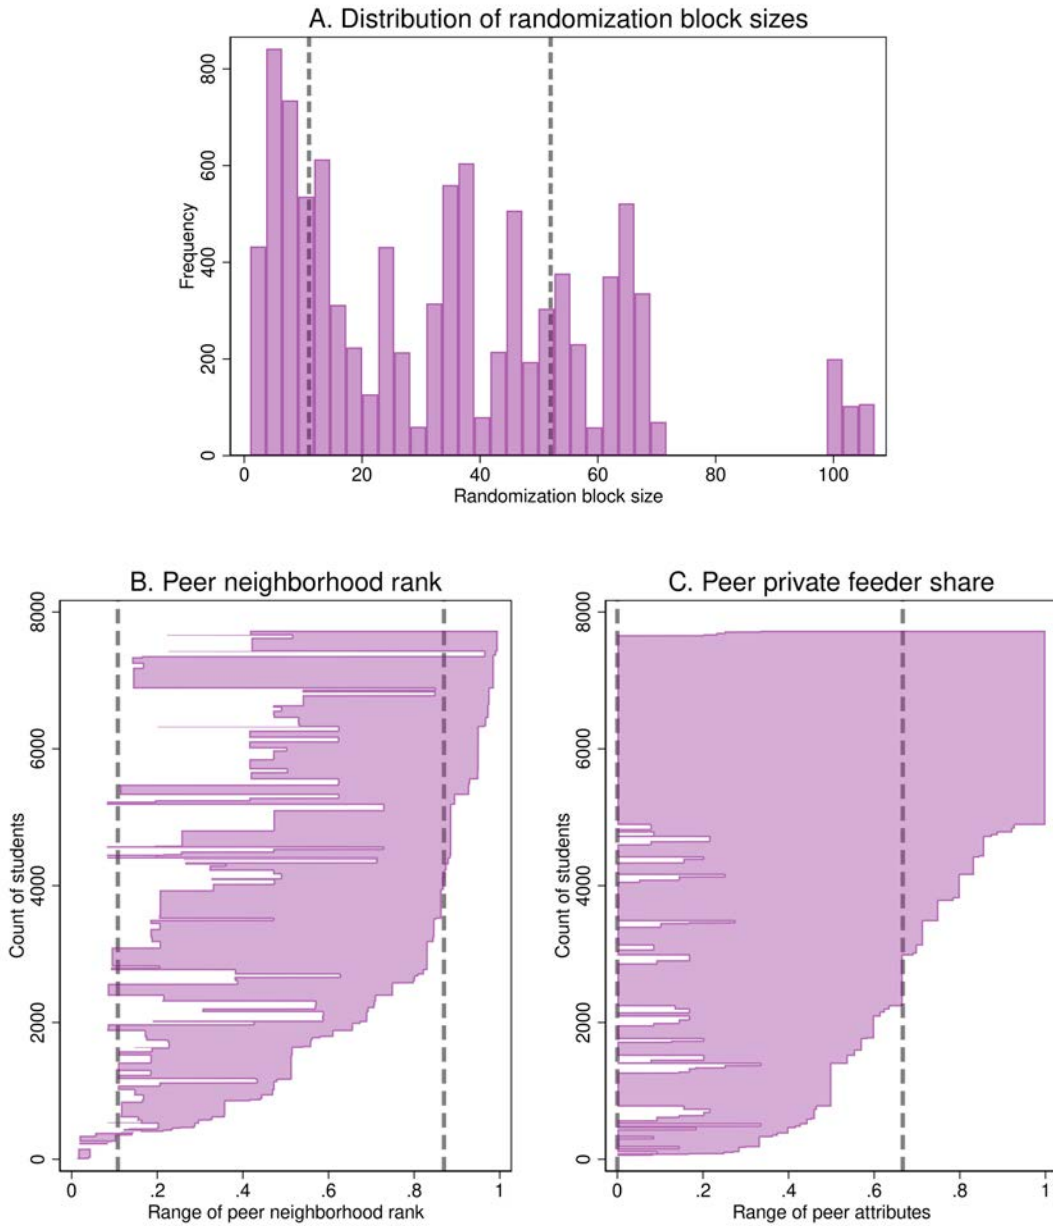 A. Distribution of randomization block sizes
800
600
400
200
0
Frequency
0 20 40 60 80 100
Randomization block size
B. Peer neighborhood rank
8000
6000
4000
2000
0
Count of students
0 .2 .4 .6 .8 1
Range of peer neighborhood rank
C. Peer private feeder share
8000
6000
4000
2000
0
Count of students
0 .2 .4 .6 .8 1
Range of peer attributes